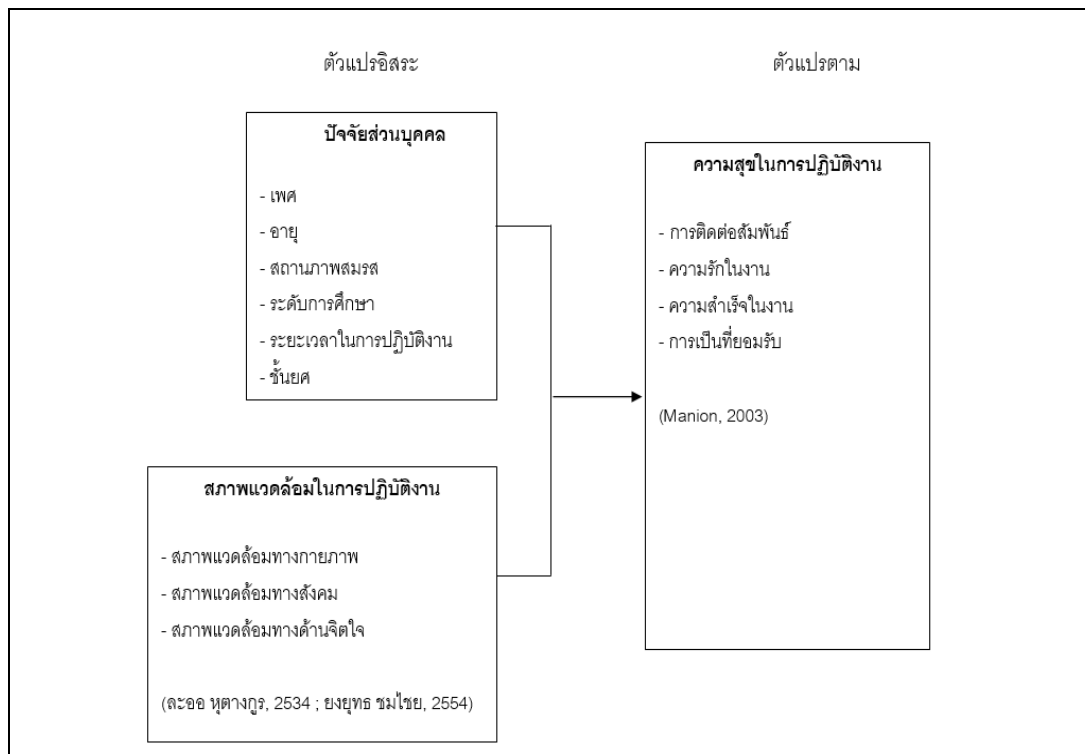 ตัวแปรอิสระ
ตัวแปรตาม
ปัจจัยส่วนบุคคล
- เพศ
- อายุ
- สถานภาพสมรส
- ระดับการศึกษา
- ระยะเวลาในการปฏิบัติงาน
- ชั้นยศ
สภาพแวดล้อมในการปฏิบัติงาน
- สภาพแวดล้อมทางกายภาพ
- สภาพแวดล้อมทางสังคม
- สภาพแวดล้อมทางด้านจิตใจ
(ละออ หุตางกูร, 2534 ; ยงยุทธ ชมไชย, 2554)
ความสุขในการปฏิบัติงาน
- การติดต่อสัมพันธ์
- ความรักในงาน
- ความสำเร็จในงาน
- การเป็นที่ยอมรับ
(Manion, 2003)